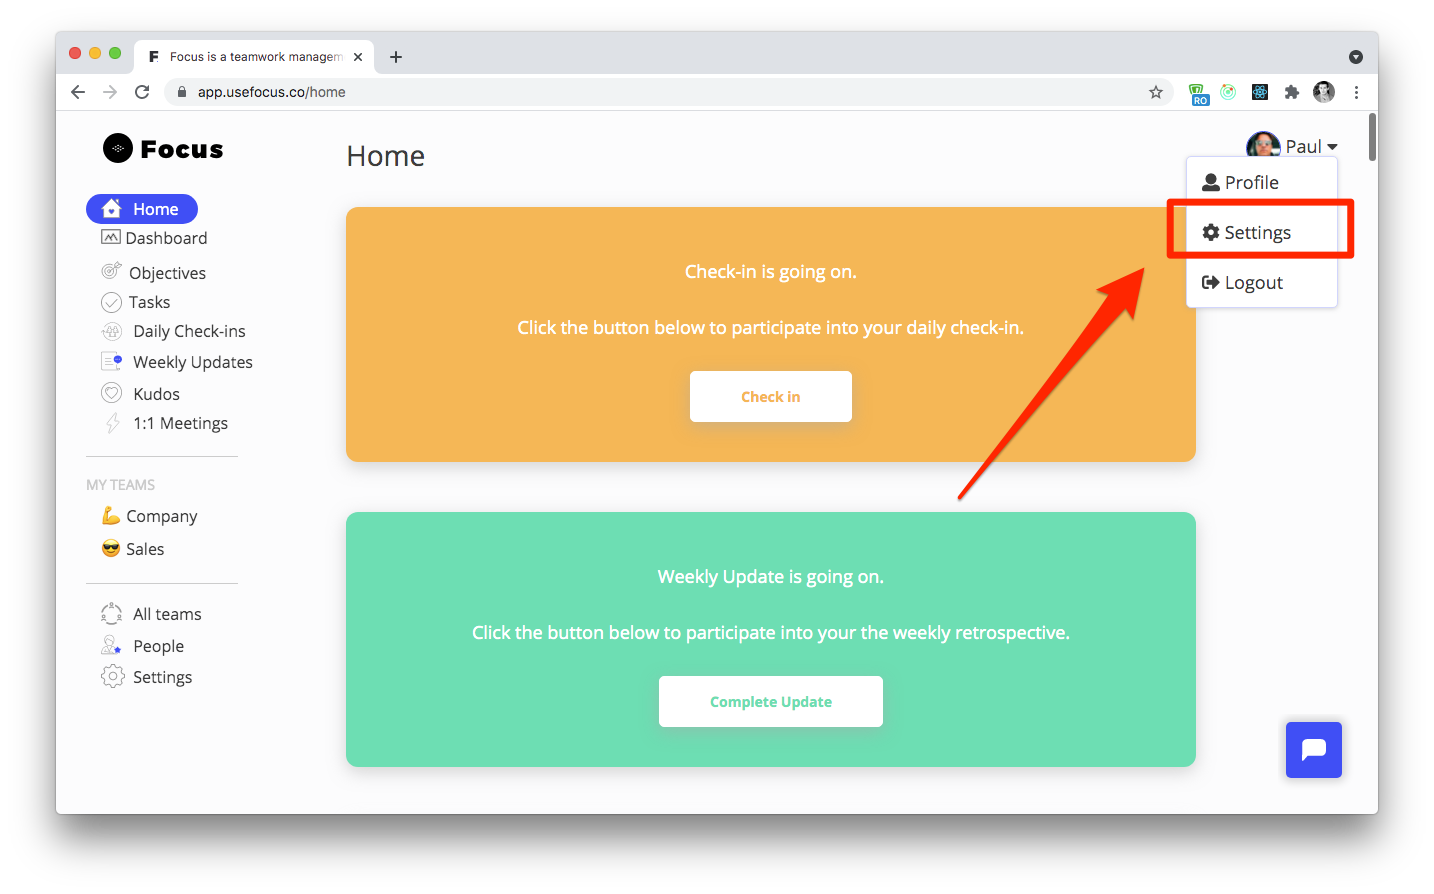 Focus is a teamwork managem
app.usefocus.co/home
RO
Focus
Home
Dashboard
Objectives
Tasks
Daily Check-ins
Weekly Updates
Kudos
1:1 Meetings
MY TEAMS
Company
Sales
All teams
People
Settings
Home
Paul
Profile
Settings
Logout
Check-in is going on.
Click the button below to participate into your daily check-in.
Check in
Weekly Update is going on.
Click the button below to participate into your the weekly retrospective.
Complete Update